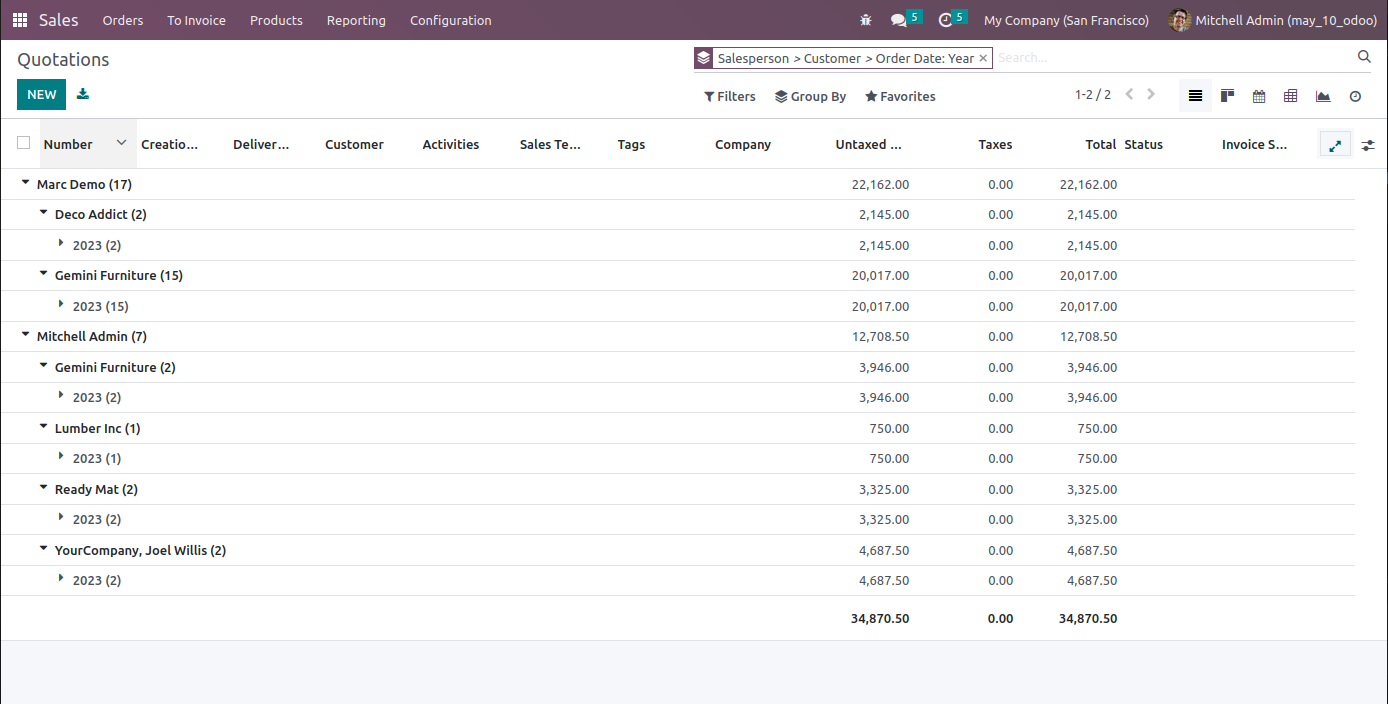 Sales Orders To Invoice Products Reporting Configuration 5 5 My Company (San Francisco) Mitchell Admin (may_10_odoo)
Quotations Salesperson > Customer > Order Date: Year × Search...
NEW Filters Group By Favorites 1-2 / 2
Number Creatio... Deliver... Customer Activities Sales Te... Tags Company Untaxed ... Taxes Total Status Invoice S...
Marc Demo (17) 22,162.00 0.00 22,162.00
Deco Addict (2) 2,145.00 0.00 2,145.00
2023 (2) 2,145.00 0.00 2,145.00
Gemini Furniture (15) 20,017.00 0.00 20,017.00
2023 (15) 20,017.00 0.00 20,017.00
Mitchell Admin (7) 12,708.50 0.00 12,708.50
Gemini Furniture (2) 3,946.00 0.00 3,946.00
2023 (2) 3,946.00 0.00 3,946.00
Lumber Inc (1) 750.00 0.00 750.00
2023 (1) 750.00 0.00 750.00
Ready Mat (2) 3,325.00 0.00 3,325.00
2023 (2) 3,325.00 0.00 3,325.00
YourCompany, Joel Willis (2) 4,687.50 0.00 4,687.50
2023 (2) 4,687.50 0.00 4,687.50
34,870.50 0.00 34,870.50